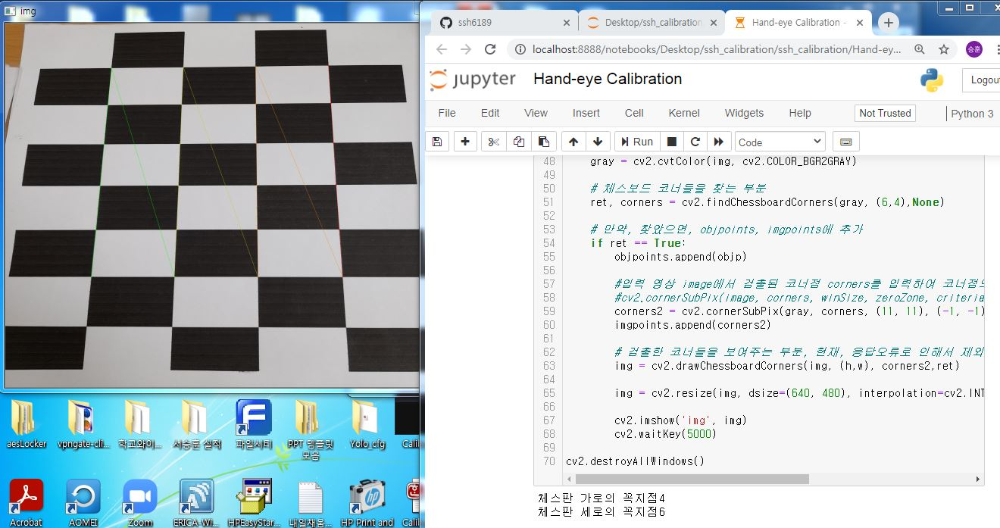 img
ssh6189
Desktop/ssh_calibration
Hand-eye Calibration -
localhost:8888/notebooks/Desktop/ssh_calibration/ssh_calibration/Hand-ey...
승훈
jupyter Hand-eye Calibration
Logou
File Edit View Insert Cell Kernel Widgets Help
Not Trusted
Python 3
Run
Code
48 gray = cv2.cvtColor(img, cv2.COLOR_BGR2GRAY)
49
50 # 체스보드 코너들을 찾는 부분
51 ret, corners = cv2.findChessboardCorners(gray, (6,4),None)
52
53 # 만약, 찾았으면, objpoints, imgpoints에 추가
54 if ret == True:
55 objpoints.append(objp)
56
57 #입력 영상 image에서 검출된 코너점 corners를 입력하여 코너점의
58 #cv2.cornerSubPix(image, corners, winSize, zeroZone, criteria
59 corners2 = cv2.cornerSubPix(gray, corners, (11, 11), (-1, -1)
60 imgpoints.append(corners2)
61
62 # 검출한 코너들을 보여주는 부분, 현재, 응답오류로 인해서 제외
63 img = cv2.drawChessboardCorners(img, (h,w), corners2,ret)
64
65 img = cv2.resize(img, dsize=(640, 480), interpolation=cv2.INT
66
67 cv2.imshow('img', img)
68 cv2.waitKey(5000)
69
70 cv2.destroyAllWindows()
체스판 가로의 꼭지점4
체스판 세로의 꼭지점6
aesLocker
vpngate-cli...
학교와이...
서승훈 실적
파일시티
PPT 템플릿
모음
Yolo_cfg
Cali
Acrobat
AOMEI
Zoom
ERICA-Wi...
HPEasyStar...
내일채움...
HP Print and
Calil